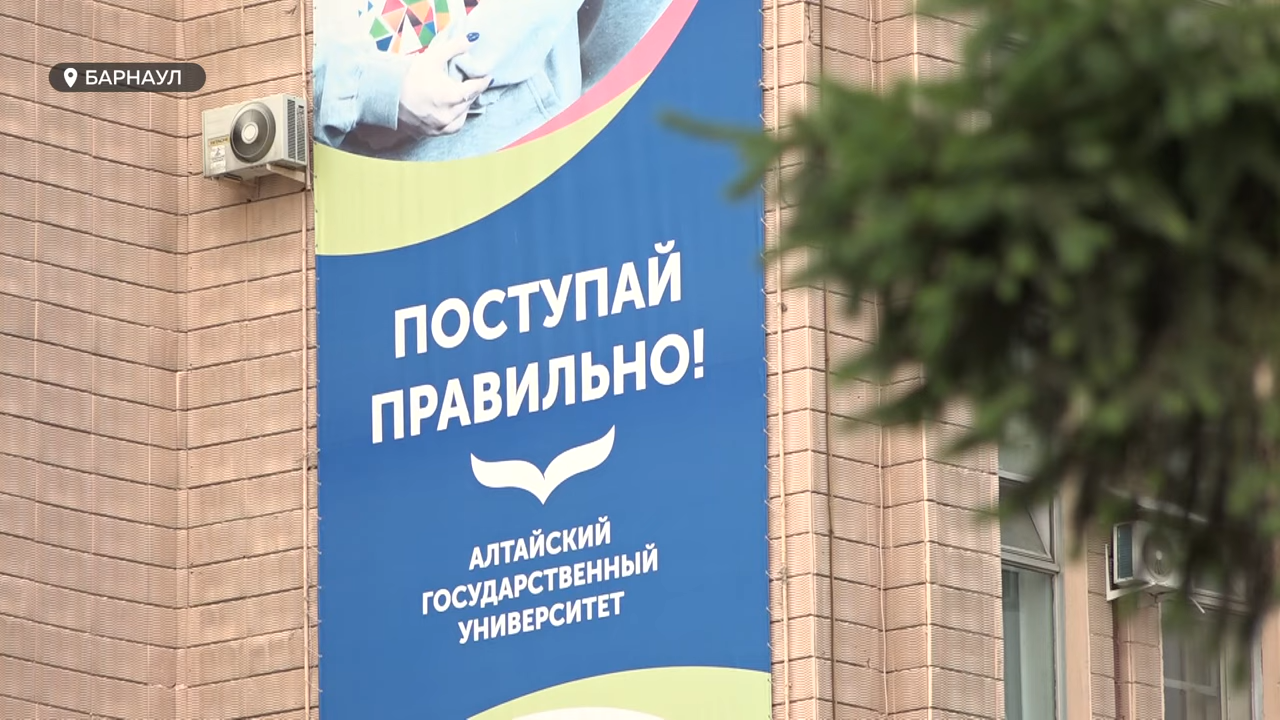 БАРНАУЛ
ПОСТУПАЙ
ПРАВИЛЬНО!
АЛТАЙСКИЙ
ГОСУДАРСТВЕННЫЙ
УНИВЕРСИТЕТ